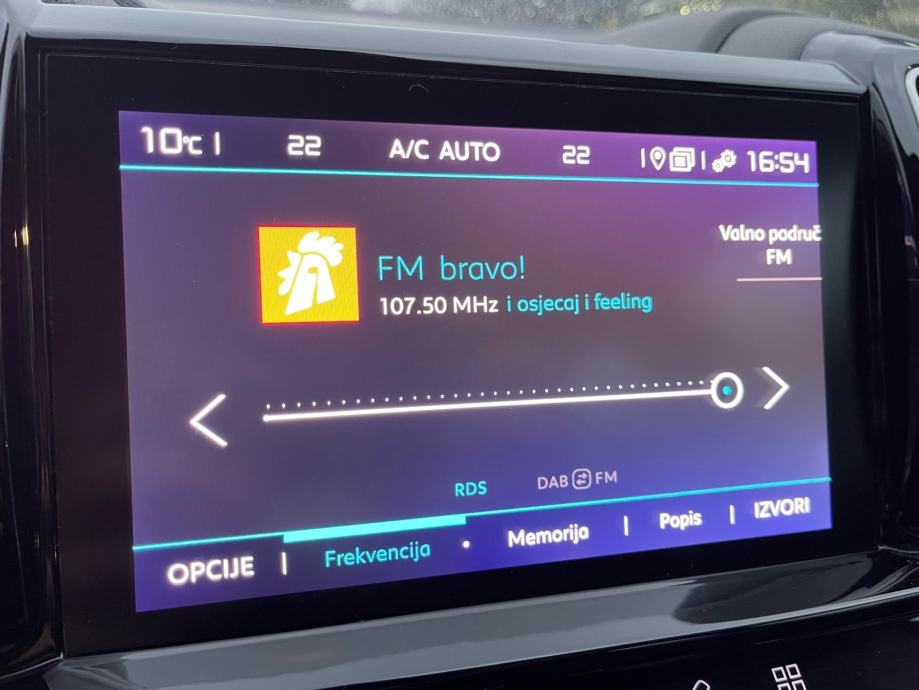 10°C | 22 A/C AUTO 22 | | 16:54
Valno područ
FM
FM bravo!
107.50 MHz i osjecaj i feeling
RDS DAB FM
OPCIJE | Frekvencija • Memorija | Popis | IZVORI